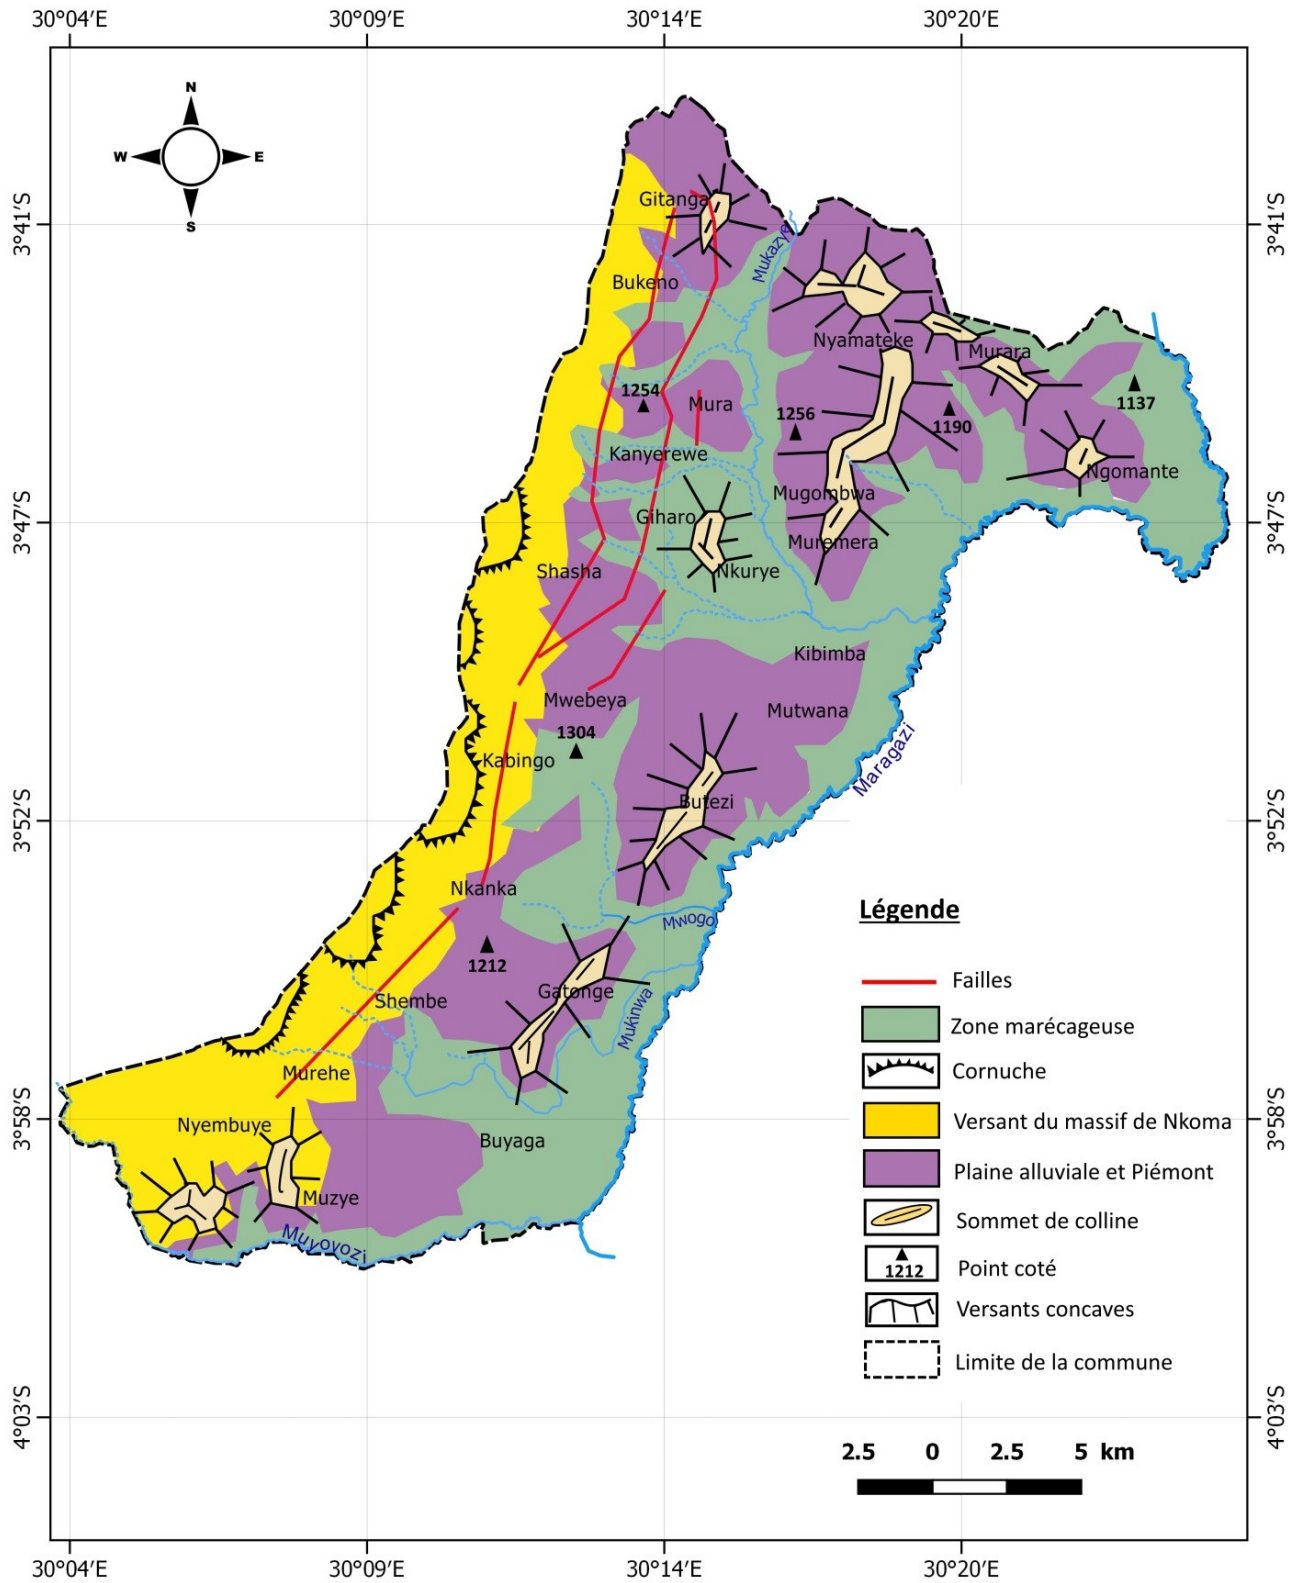 30°04′E 30°09′E 30°14′E 30°20′E
N
W E
S
3°41′S 3°41′S
Gitanga
Mukazye
Bukeno
Nyamateke
Murara
1254
1137
Mura
1256
1190
Kanyerewe
Ngomante
Mugombwa
Giharo
3°47′S 3°47′S
Muremera
Shasha
Nkurye
Kibimba
Mwebeya
Mutwana
1304
Kabingo
Maragazi
Butezi
3°52′S 3°52′S
Nkanka
Mwogo
1212
Gatonge
Shembe
Mukinwa
Murehe
3°58′S 3°58′S
Nyembuye
Buyaga
Muzye
Muyovozi
Légende
Failles
Zone marécageuse
Cornuche
Versant du massif de Nkoma
Plaine alluviale et Piémont
Sommet de colline
1212 Point coté
Versants concaves
Limite de la commune
4°03′S 4°03′S
2.5 0 2.5 5 km
30°04′E 30°09′E 30°14′E 30°20′E